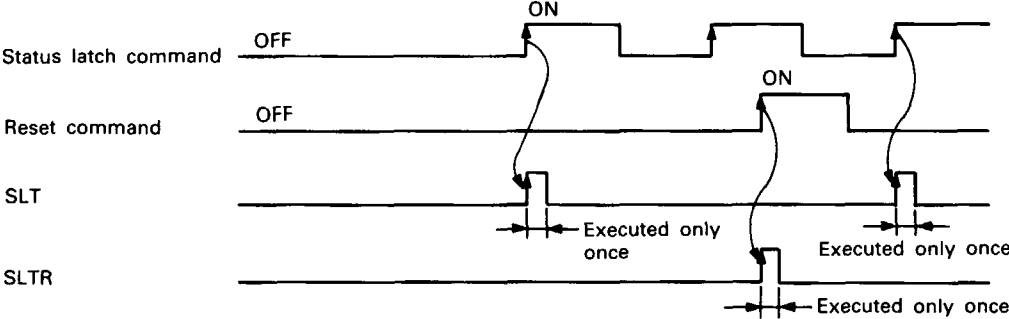 ON
OFF
Status latch command
ON
OFF
Reset command
SLT
Executed only
once
Executed only once
SLTR
Executed only once